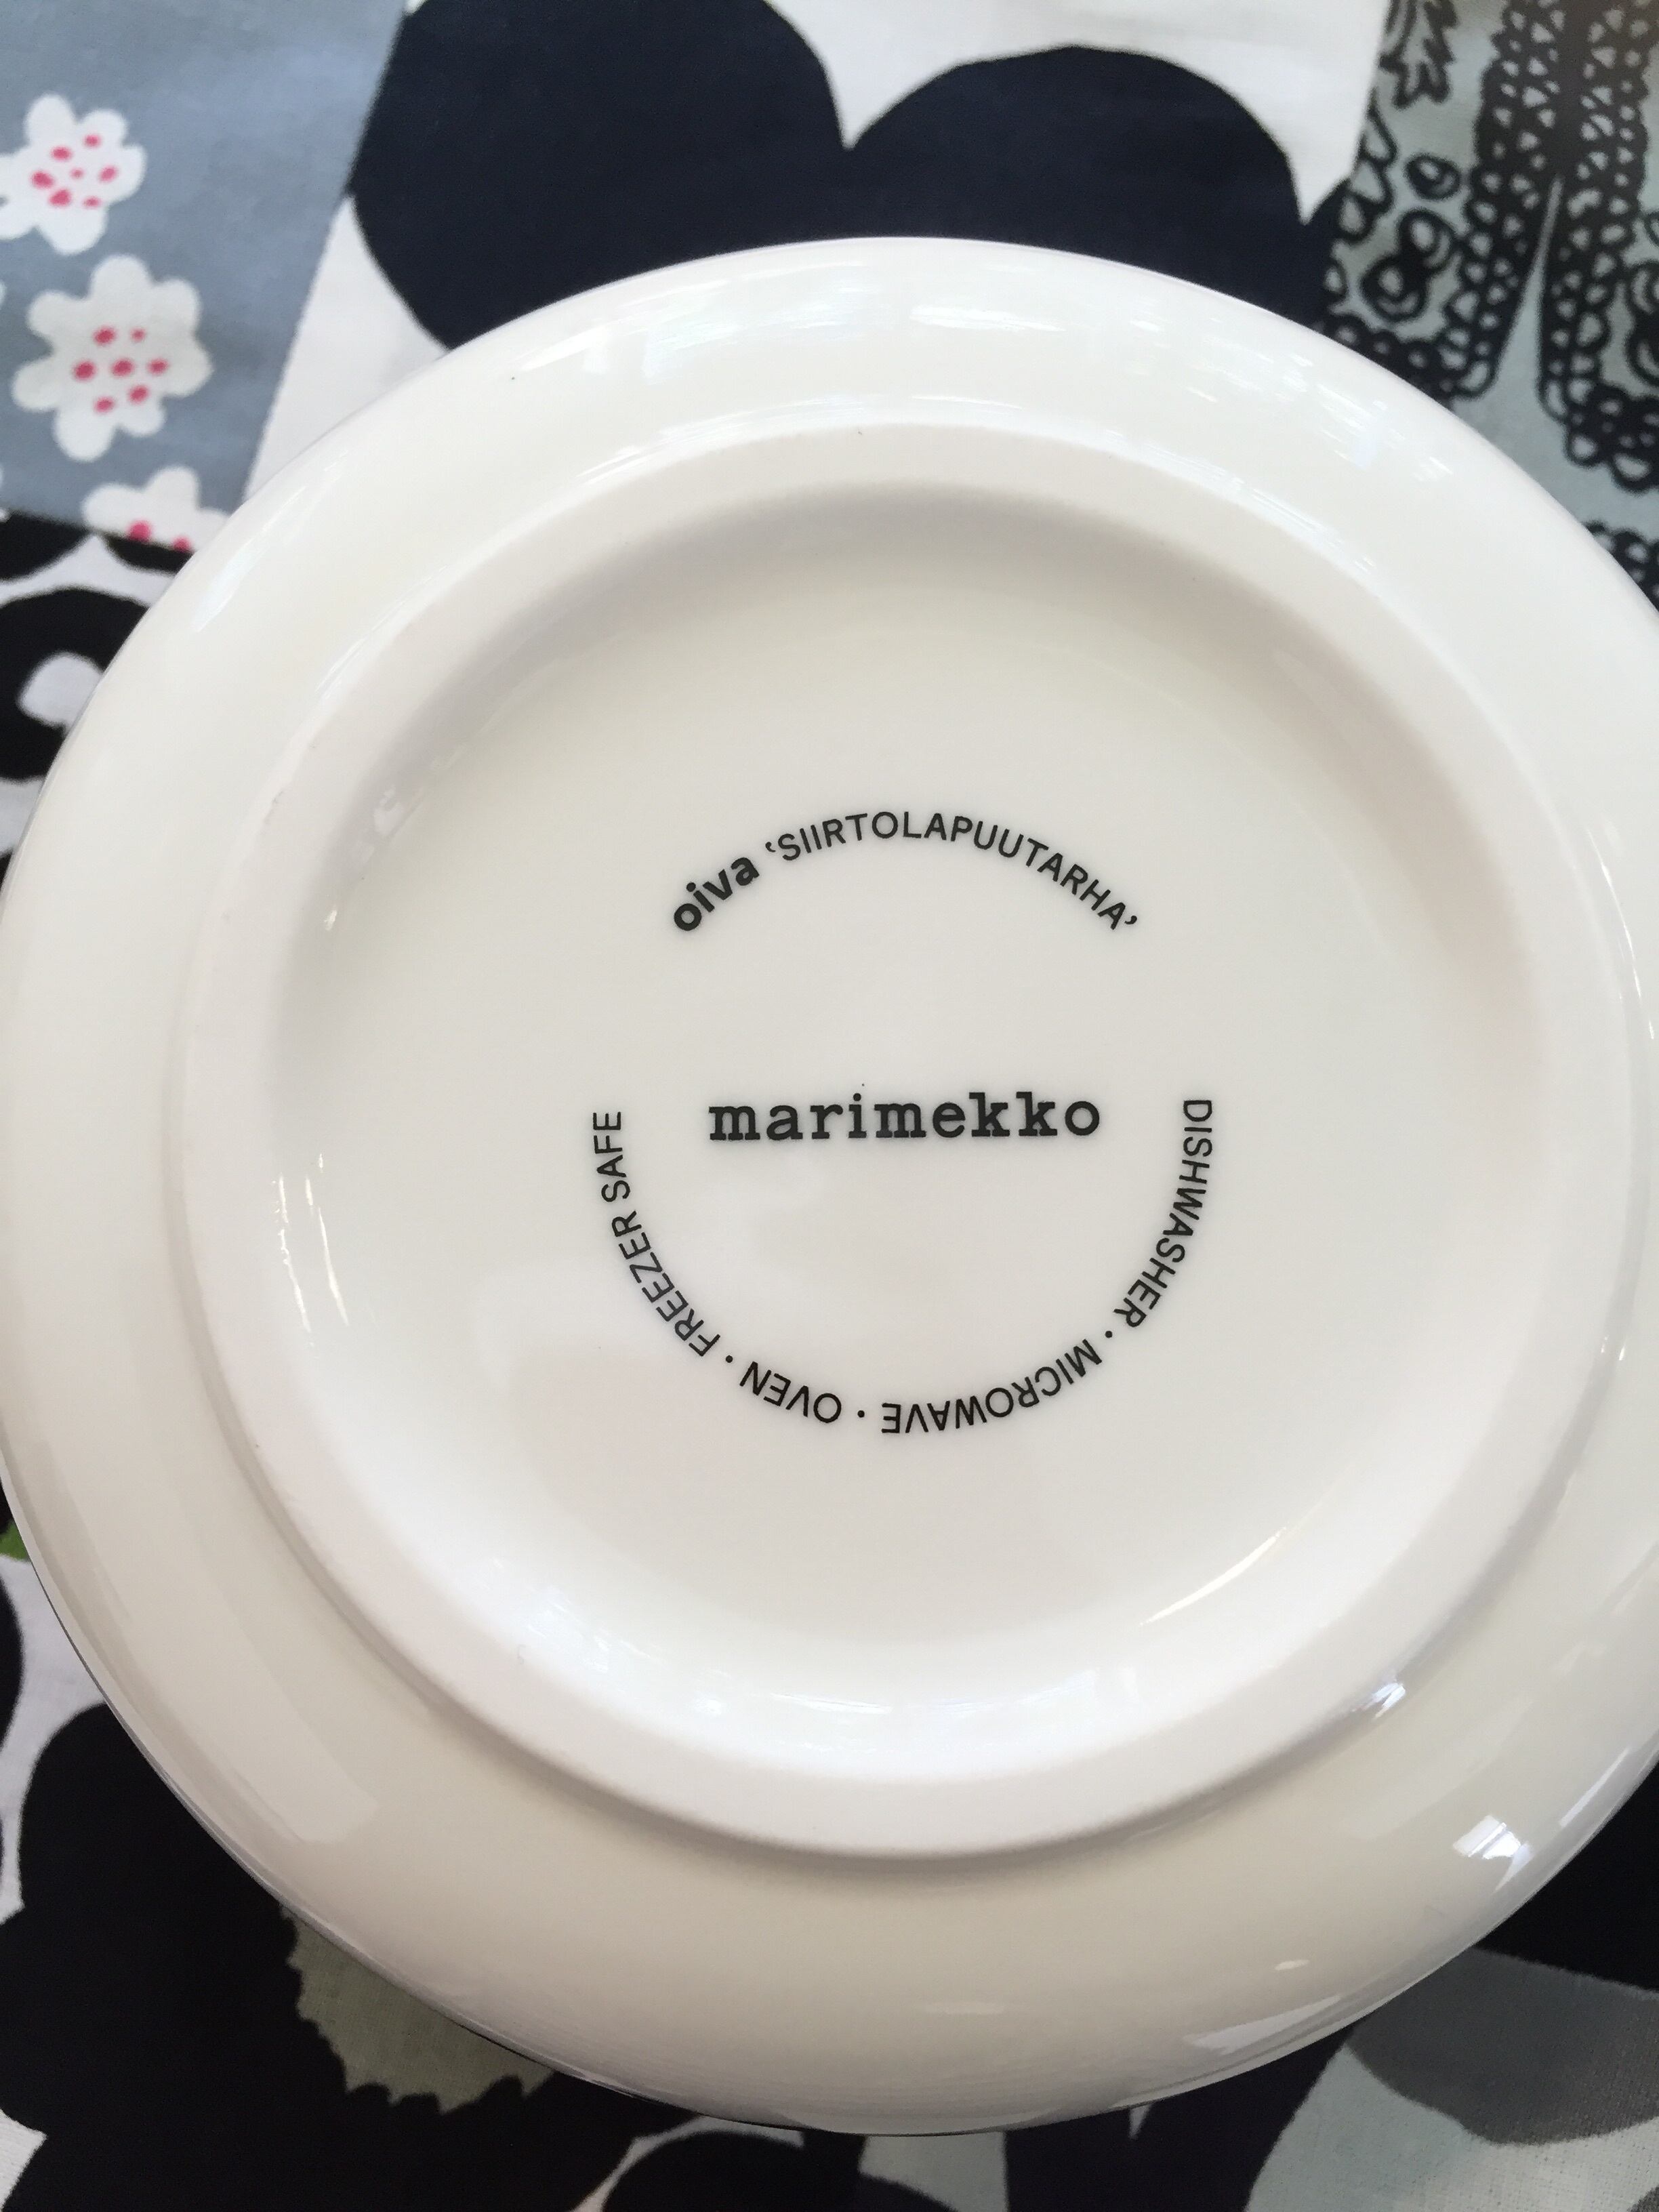 oiva ‘SIIRTOLAPUUTARHA’
marimekko
DISHWASHER · MICROWAVE · OVEN · FREEZER SAFE